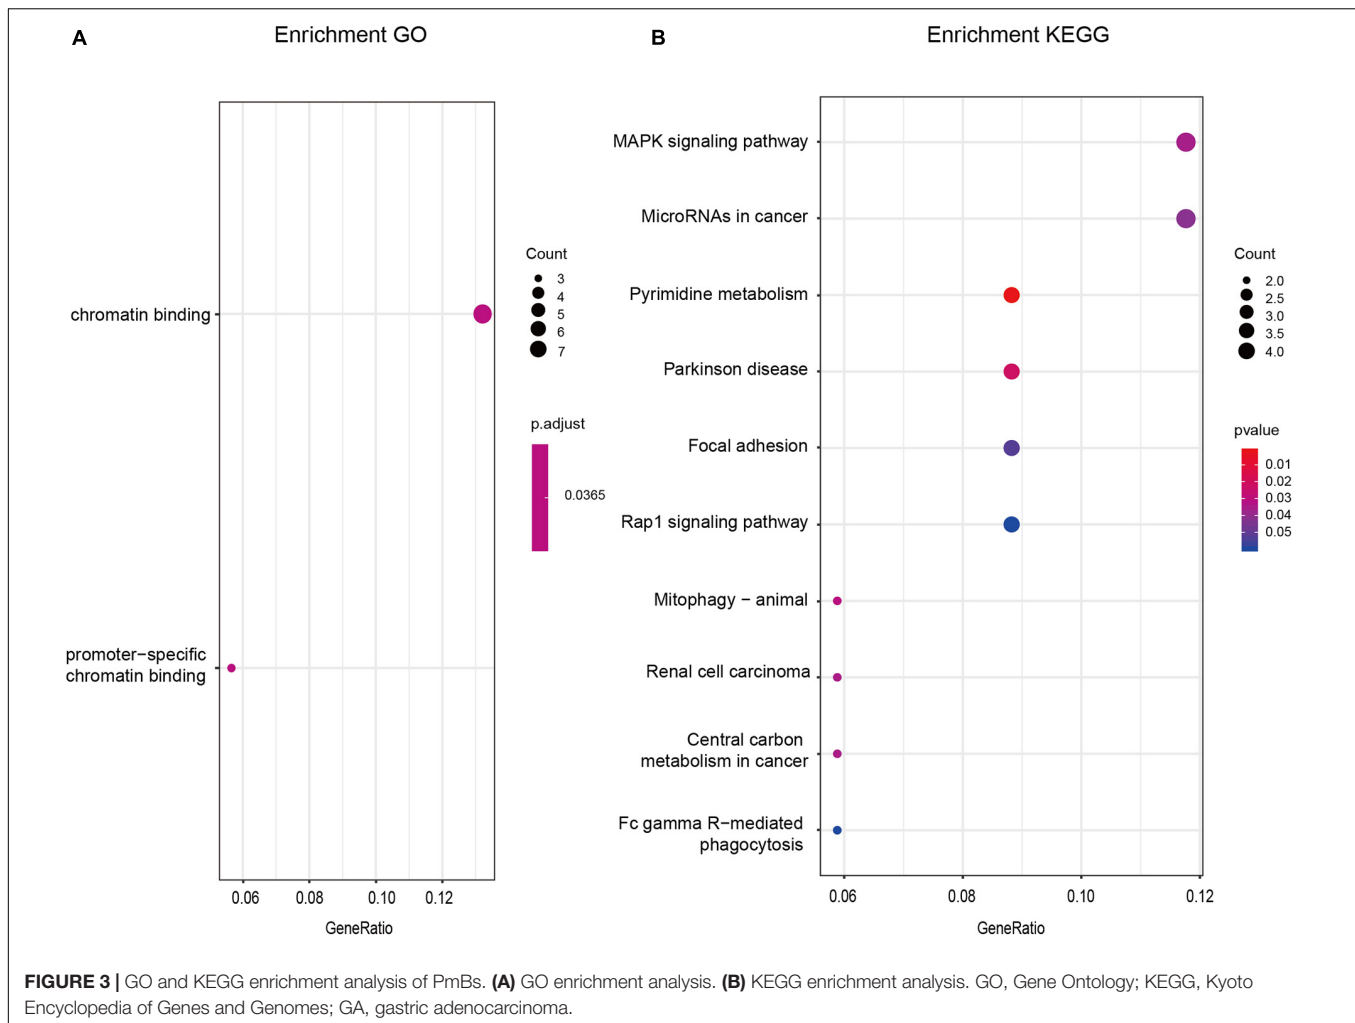 A
Enrichment GO
chromatin binding
promoter−specific
chromatin binding
0.06
0.08
0.10
0.12
GeneRatio
Count
3
4
5
6
7
p.adjust
0.0365
B
Enrichment KEGG
MAPK signaling pathway
MicroRNAs in cancer
Pyrimidine metabolism
Parkinson disease
Focal adhesion
Rap1 signaling pathway
Mitophagy − animal
Renal cell carcinoma
Central carbon
metabolism in cancer
Fc gamma R−mediated
phagocytosis
0.06
0.08
0.10
0.12
GeneRatio
Count
2.0
2.5
3.0
3.5
4.0
pvalue
0.01
0.02
0.03
0.04
0.05
FIGURE 3 | GO and KEGG enrichment analysis of PmBs. (A) GO enrichment analysis. (B) KEGG enrichment analysis. GO, Gene Ontology; KEGG, Kyoto
Encyclopedia of Genes and Genomes; GA, gastric adenocarcinoma.